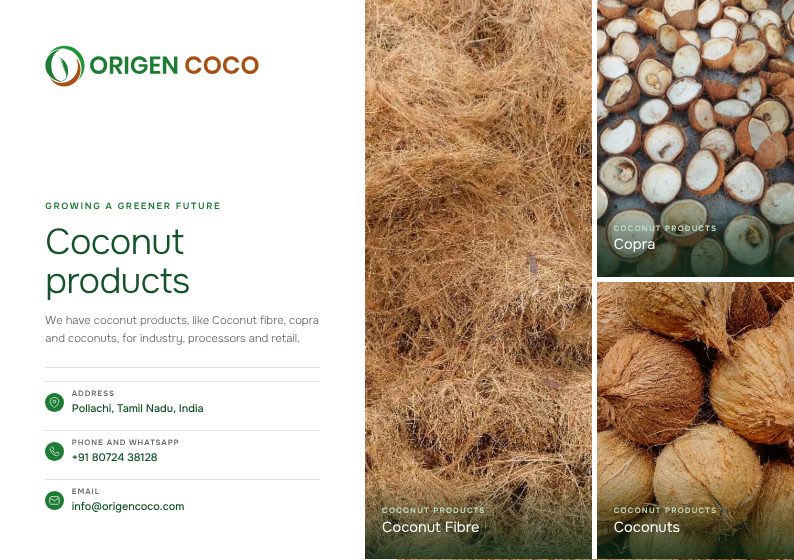 ORIGEN COCO
GROWING A GREENER FUTURE
Coconut
products
We have coconut products, like Coconut fibre, copra
and coconuts, for industry, processors and retail.
ADDRESS
Pollachi, Tamil Nadu, India
PHONE AND WHATSAPP
+91 80724 38128
EMAIL
info@origencoco.com
COCONUT PRODUCTS
Coconut Fibre
COCONUT PRODUCTS
Copra
COCONUT PRODUCTS
Coconuts